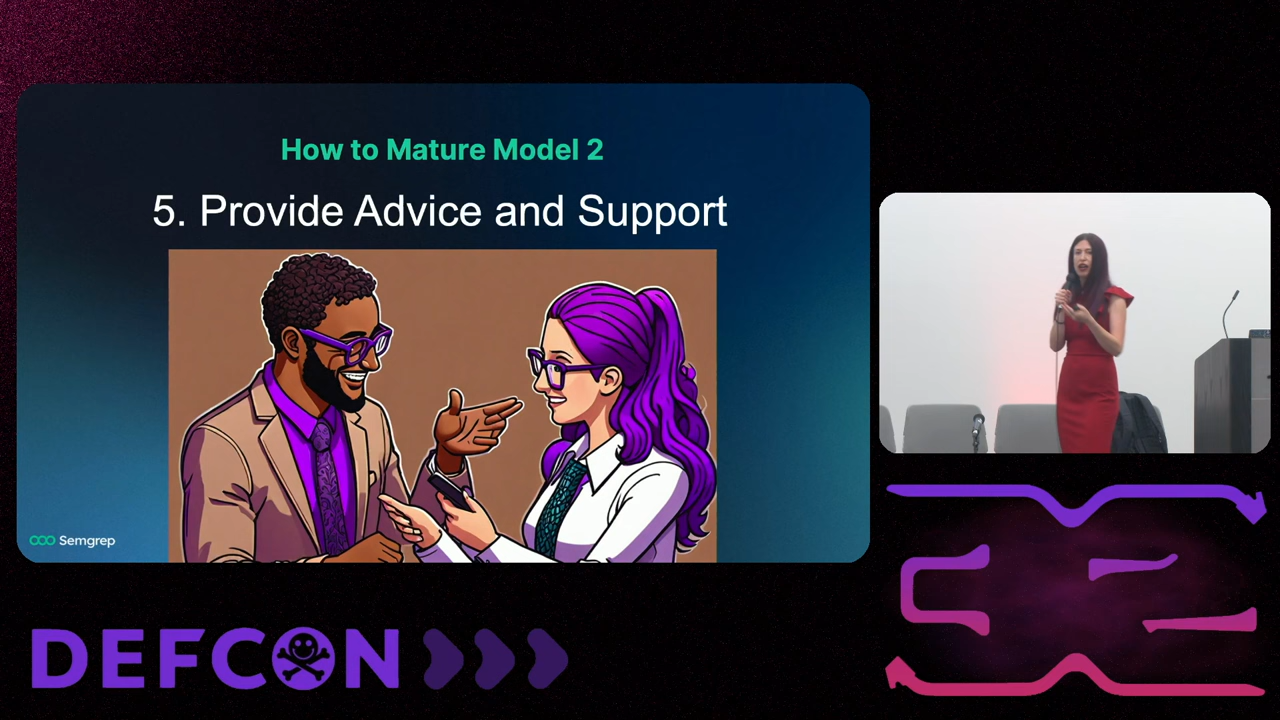 How to Mature Model 2
5. Provide Advice and Support
Semgrep
DEFCON